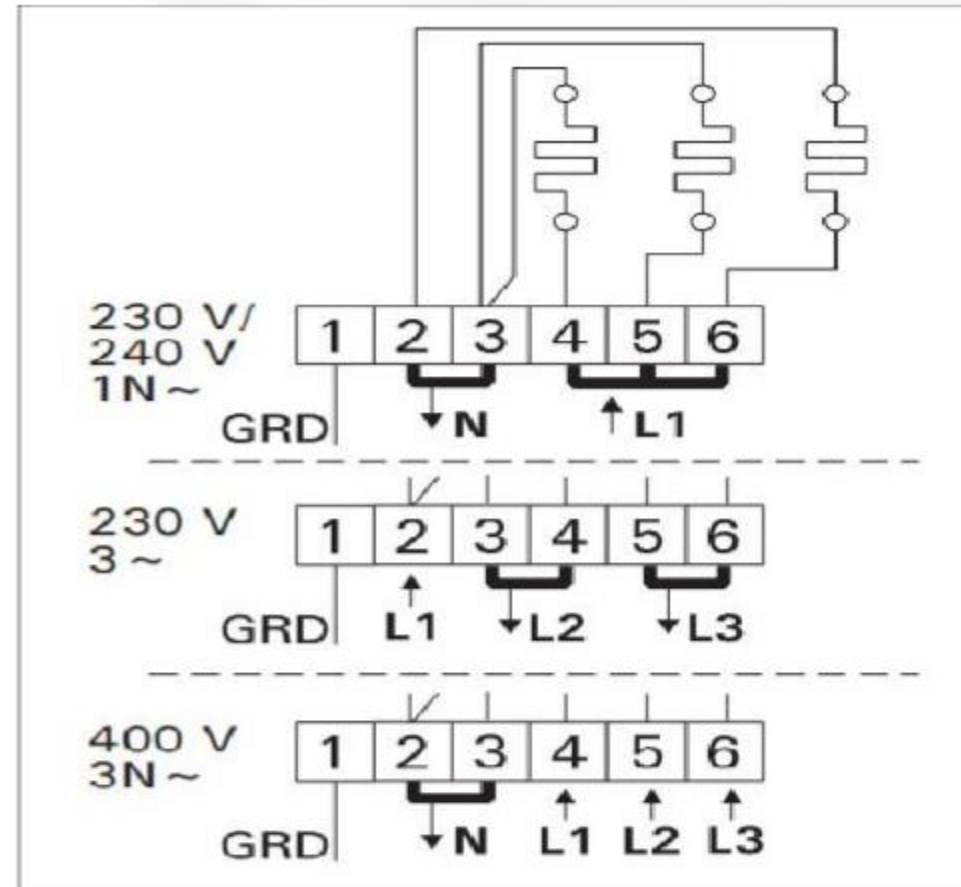 230 V/
240 V
1N~
1 2 3 4 5 6
GRD N L1
230 V
3~
1 2 3 4 5 6
GRD L1 L2 L3
400 V
3N~
1 2 3 4 5 6
GRD N L1 L2 L3